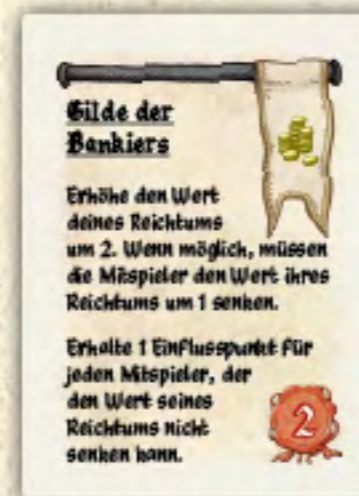 Gilde der
Bankiers
Erhöhe den Wert
deines Reichtums
um 2. Wenn möglich, müssen
die Mitspieler den Wert ihres
Reichtums um 1 senken.
Erhalte 1 Einflusspunkt für
jeden Mitspieler, der
den Wert seines
Reichtums nicht
senken kann.
2